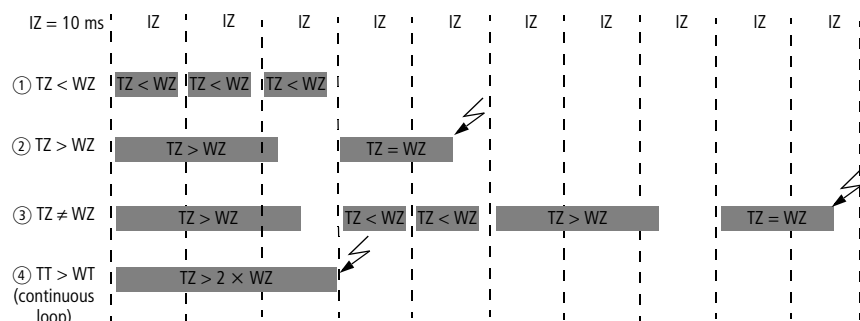 IZ = 10 ms IZ IZ IZ IZ IZ IZ IZ IZ IZ IZ
① TZ < WZ TZ < WZ TZ < WZ TZ < WZ
② TZ > WZ TZ > WZ TZ = WZ
③ TZ ≠ WZ TZ > WZ TZ < WZ TZ < WZ TZ > WZ TZ = WZ
④ TT > WT TZ > 2 × WZ
(continuous
loop)